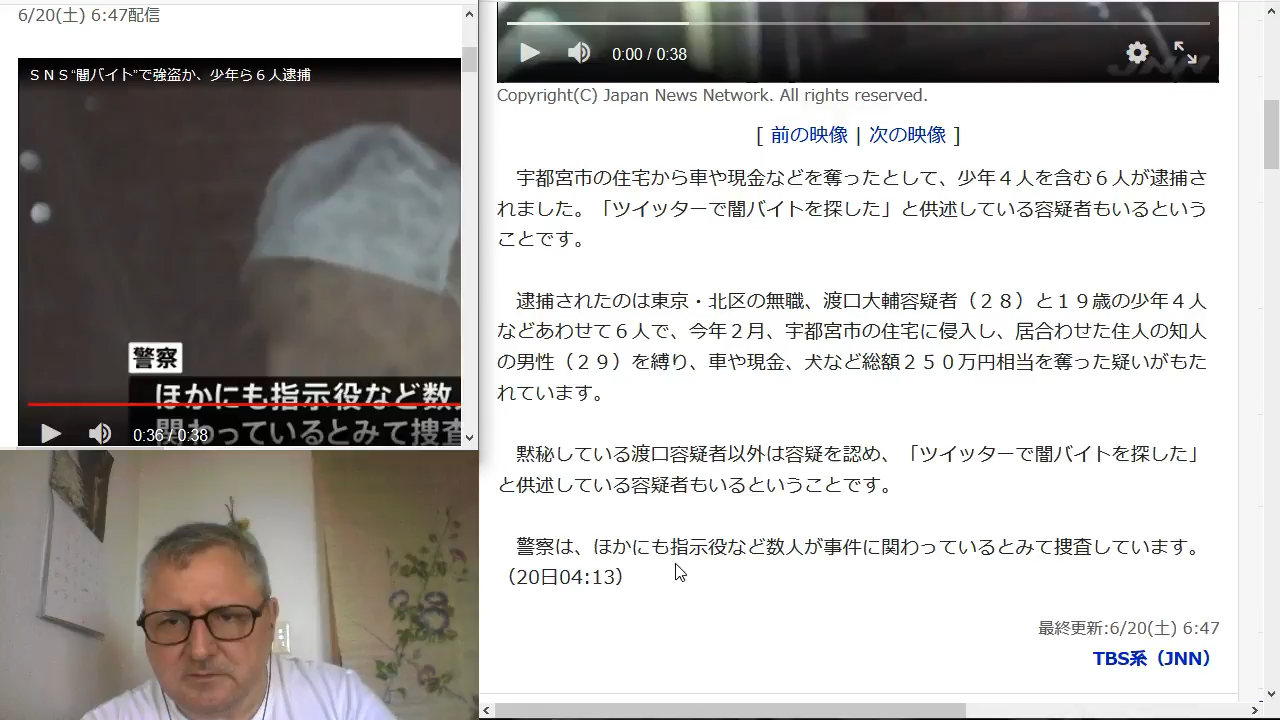 6/20(土) 6:47配信
ＳＮＳ“闇バイト”で強盗か、少年ら６人逮捕
警察
ほかにも指示役など数
関わっているとみて捜査
0:36 / 0:38
0:00 / 0:38
JNN
Copyright(C) Japan News Network. All rights reserved.
[ 前の映像 | 次の映像 ]
宇都宮市の住宅から車や現金などを奪ったとして、少年４人を含む６人が逮捕さ
れました。「ツイッターで闇バイトを探した」と供述している容疑者もいるという
ことです。
逮捕されたのは東京・北区の無職、渡口大輔容疑者（２８）と１９歳の少年４人
などあわせて６人で、今年２月、宇都宮市の住宅に侵入し、居合わせた住人の知人
の男性（２９）を縛り、車や現金、犬など総額２５０万円相当を奪った疑いがもた
れています。
黙秘している渡口容疑者以外は容疑を認め、「ツイッターで闇バイトを探した」
と供述している容疑者もいるということです。
警察は、ほかにも指示役など数人が事件に関わっているとみて捜査しています。
（20日04:13）
最終更新:6/20(土) 6:47
TBS系（JNN）